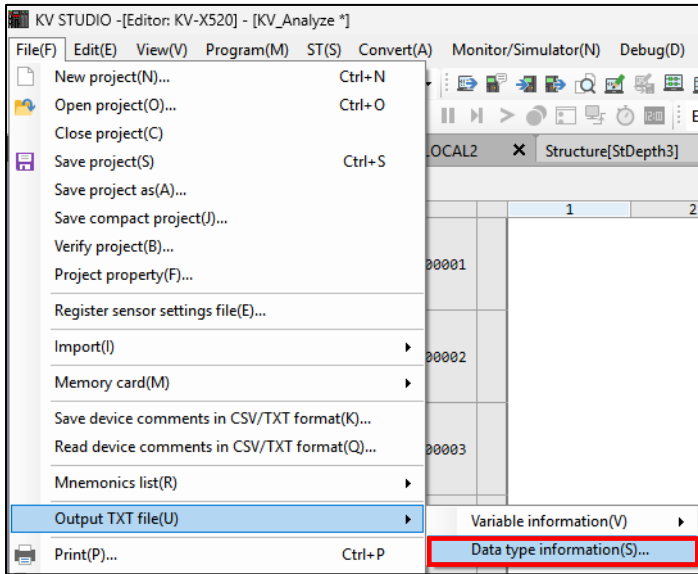 KV STUDIO -[Editor: KV-X520] - [KV_Analyze *]
File(F) Edit(E) View(V) Program(M) ST(S) Convert(A) Monitor/Simulator(N) Debug(D)
New project(N)... Ctrl+N
Open project(O)... Ctrl+O
Close project(C)
LOCAL2 Structure[StDepth3]
Save project(S) Ctrl+S
Save project as(A)...
Save compact project(J)...
1 2
Verify project(B)...
00001
Project property(F)...
Register sensor settings file(E)...
Import(I)
00002
Memory card(M)
Save device comments in CSV/TXT format(K)...
Read device comments in CSV/TXT format(Q)...
00003
Mnemonics list(R)
Output TXT file(U)
Variable information(V)
Print(P)... Ctrl+P
Data type information(S)...